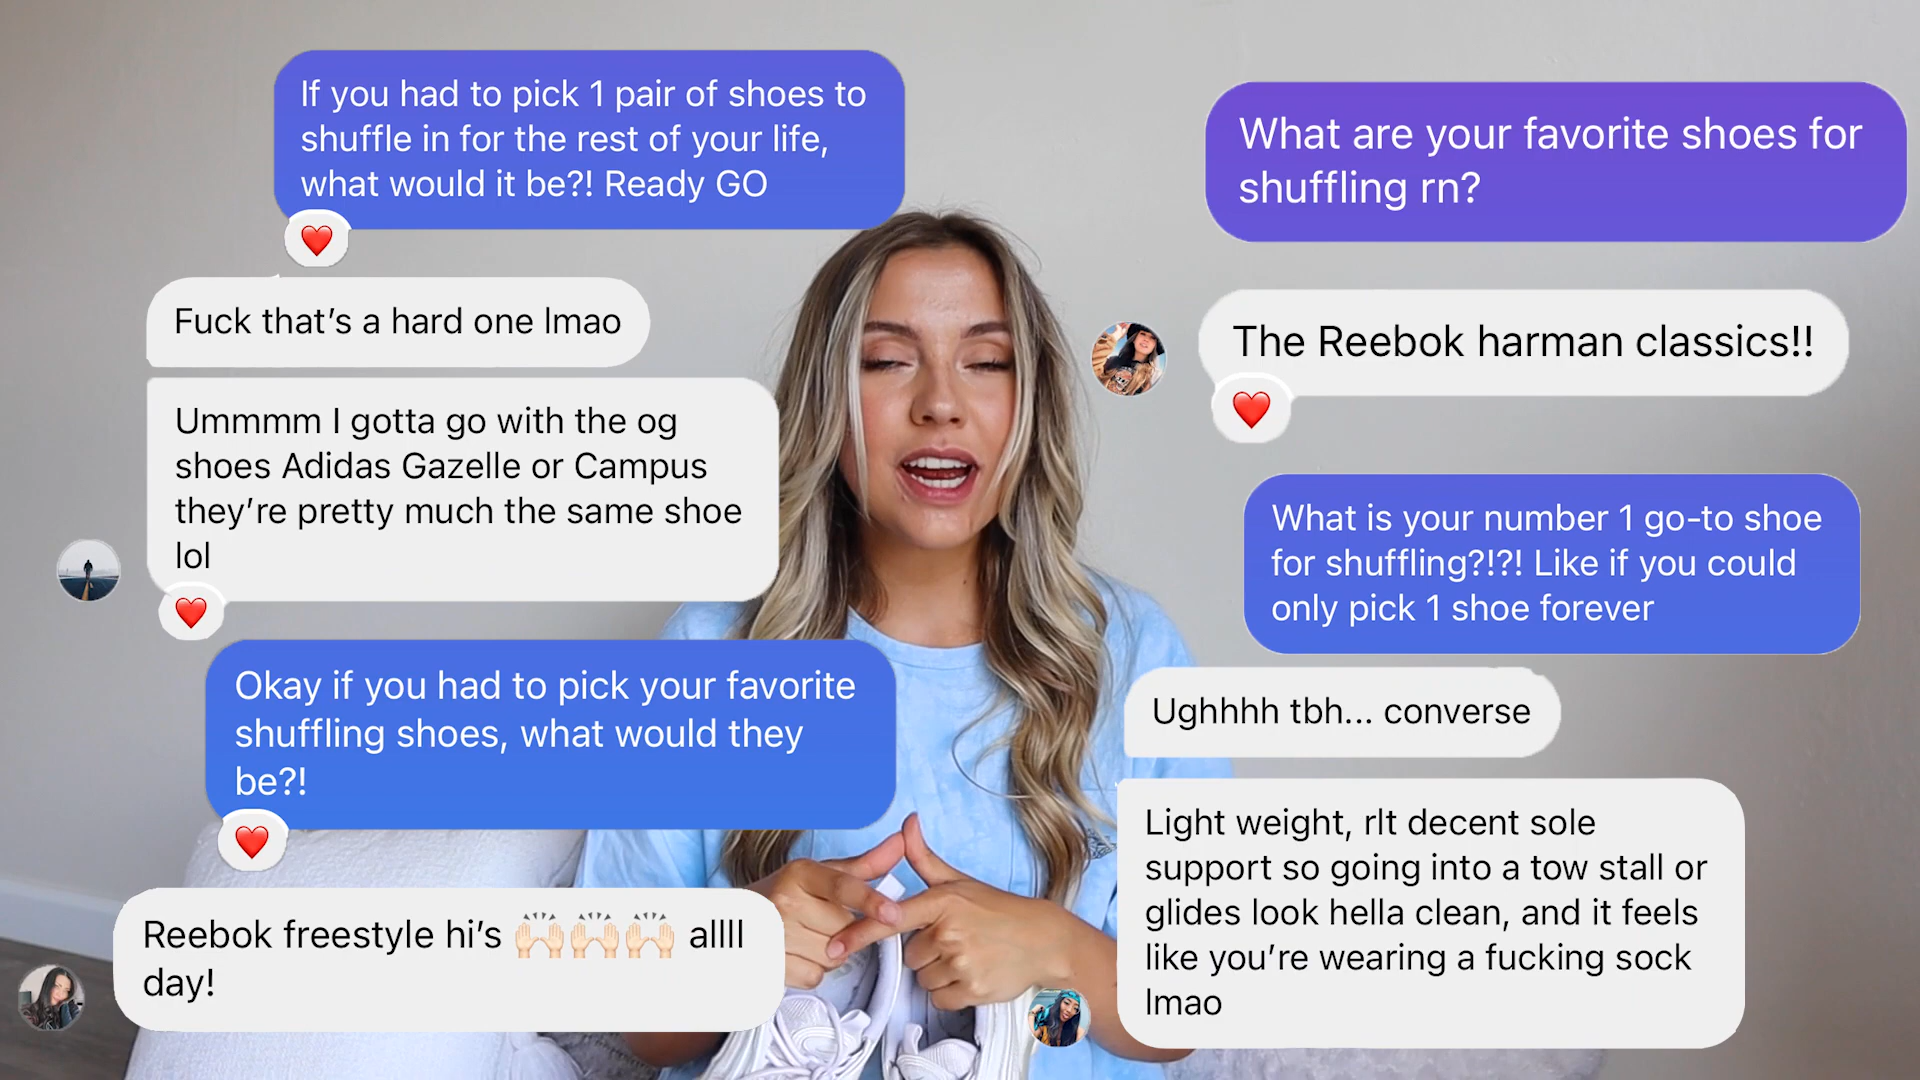 If you had to pick 1 pair of shoes to
shuffle in for the rest of your life,
what would it be?! Ready GO
Fuck that's a hard one lmao
Ummmm I gotta go with the og
shoes Adidas Gazelle or Campus
they're pretty much the same shoe
lol
Okay if you had to pick your favorite
shuffling shoes, what would they
be?!
Reebok freestyle hi's 🙌🏻🙌🏻🙌🏻 allll
day!
What are your favorite shoes for
shuffling rn?
The Reebok harman classics!!
What is your number 1 go-to shoe
for shuffling?!?! Like if you could
only pick 1 shoe forever
Ughhhh tbh... converse
Light weight, rlt decent sole
support so going into a tow stall or
glides look hella clean, and it feels
like you're wearing a fucking sock
lmao